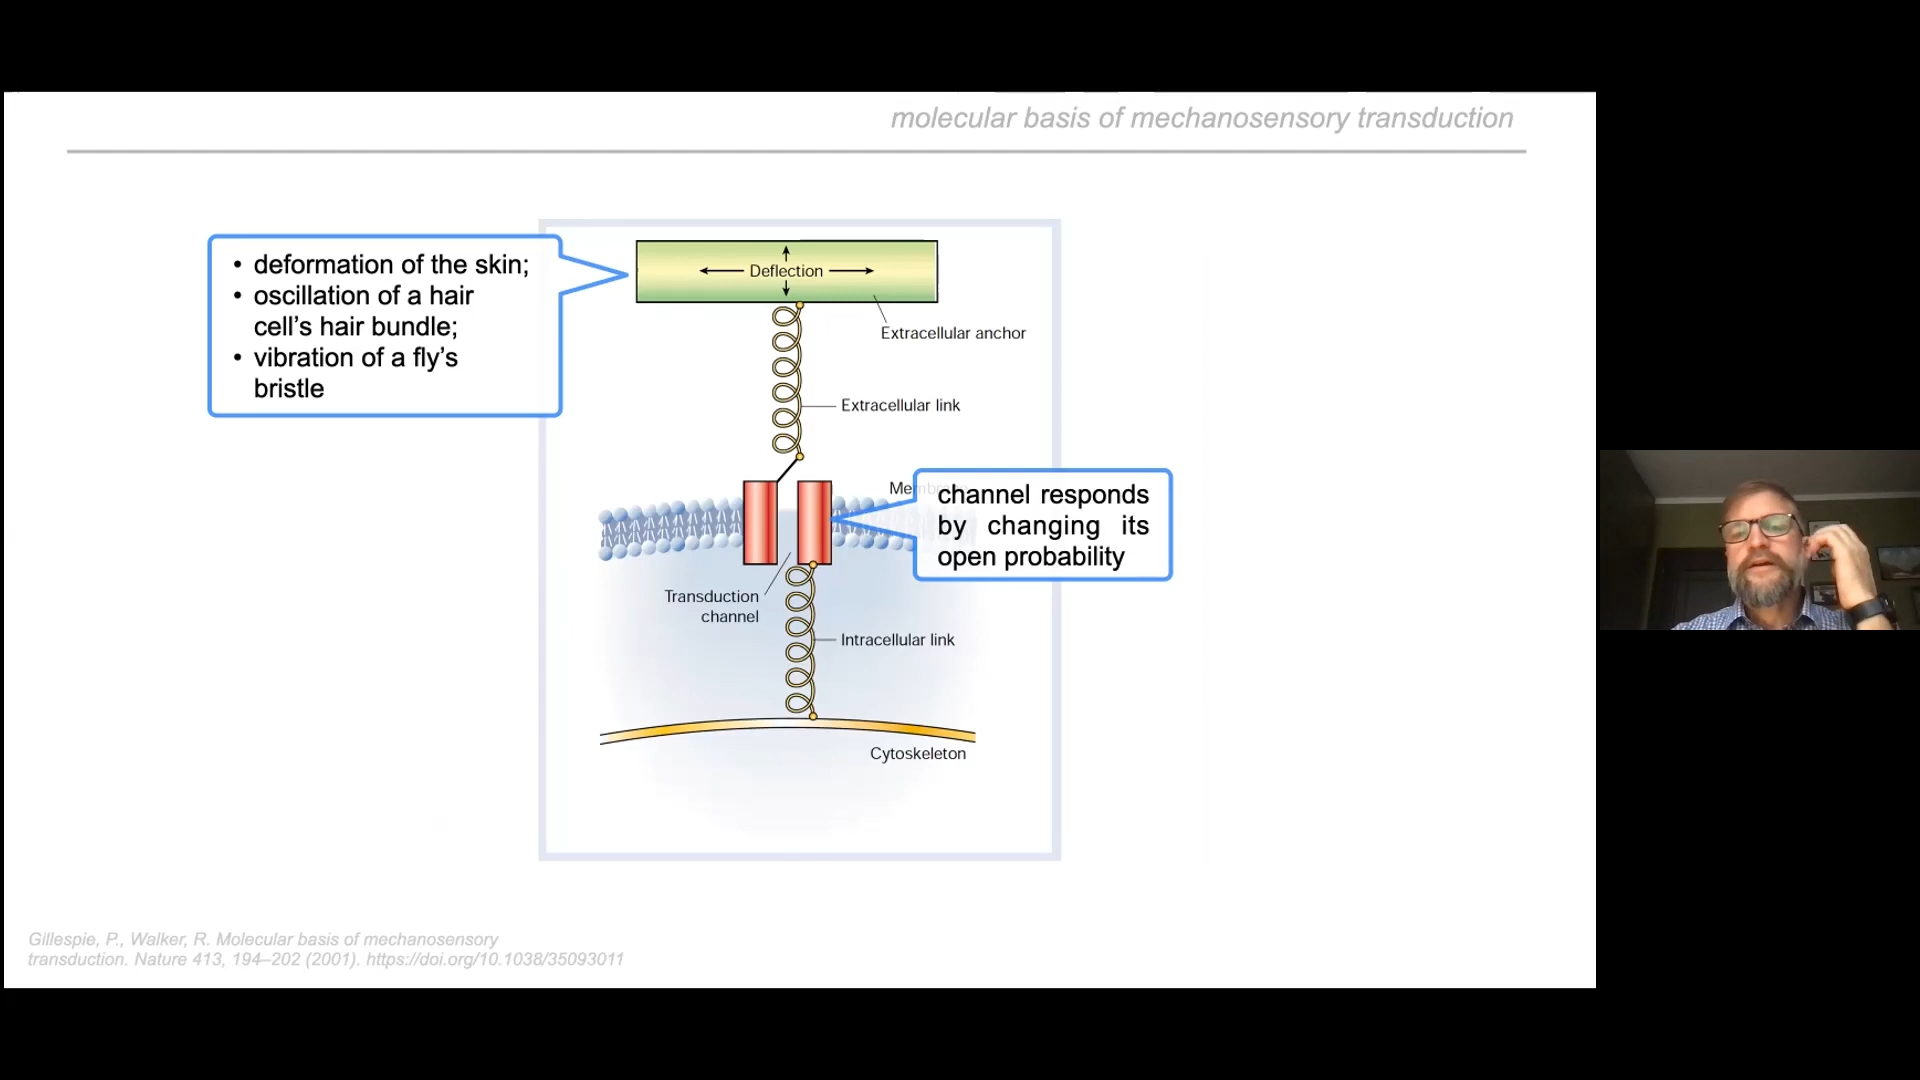 molecular basis of mechanosensory transduction
• deformation of the skin;
• oscillation of a hair
cell’s hair bundle;
• vibration of a fly’s
bristle
Deflection
Extracellular anchor
Extracellular link
Membrane
channel responds
by changing its
open probability
Transduction
channel
Intracellular link
Cytoskeleton
Gillespie, P., Walker, R. Molecular basis of mechanosensory
transduction. Nature 413, 194–202 (2001). https://doi.org/10.1038/35093011